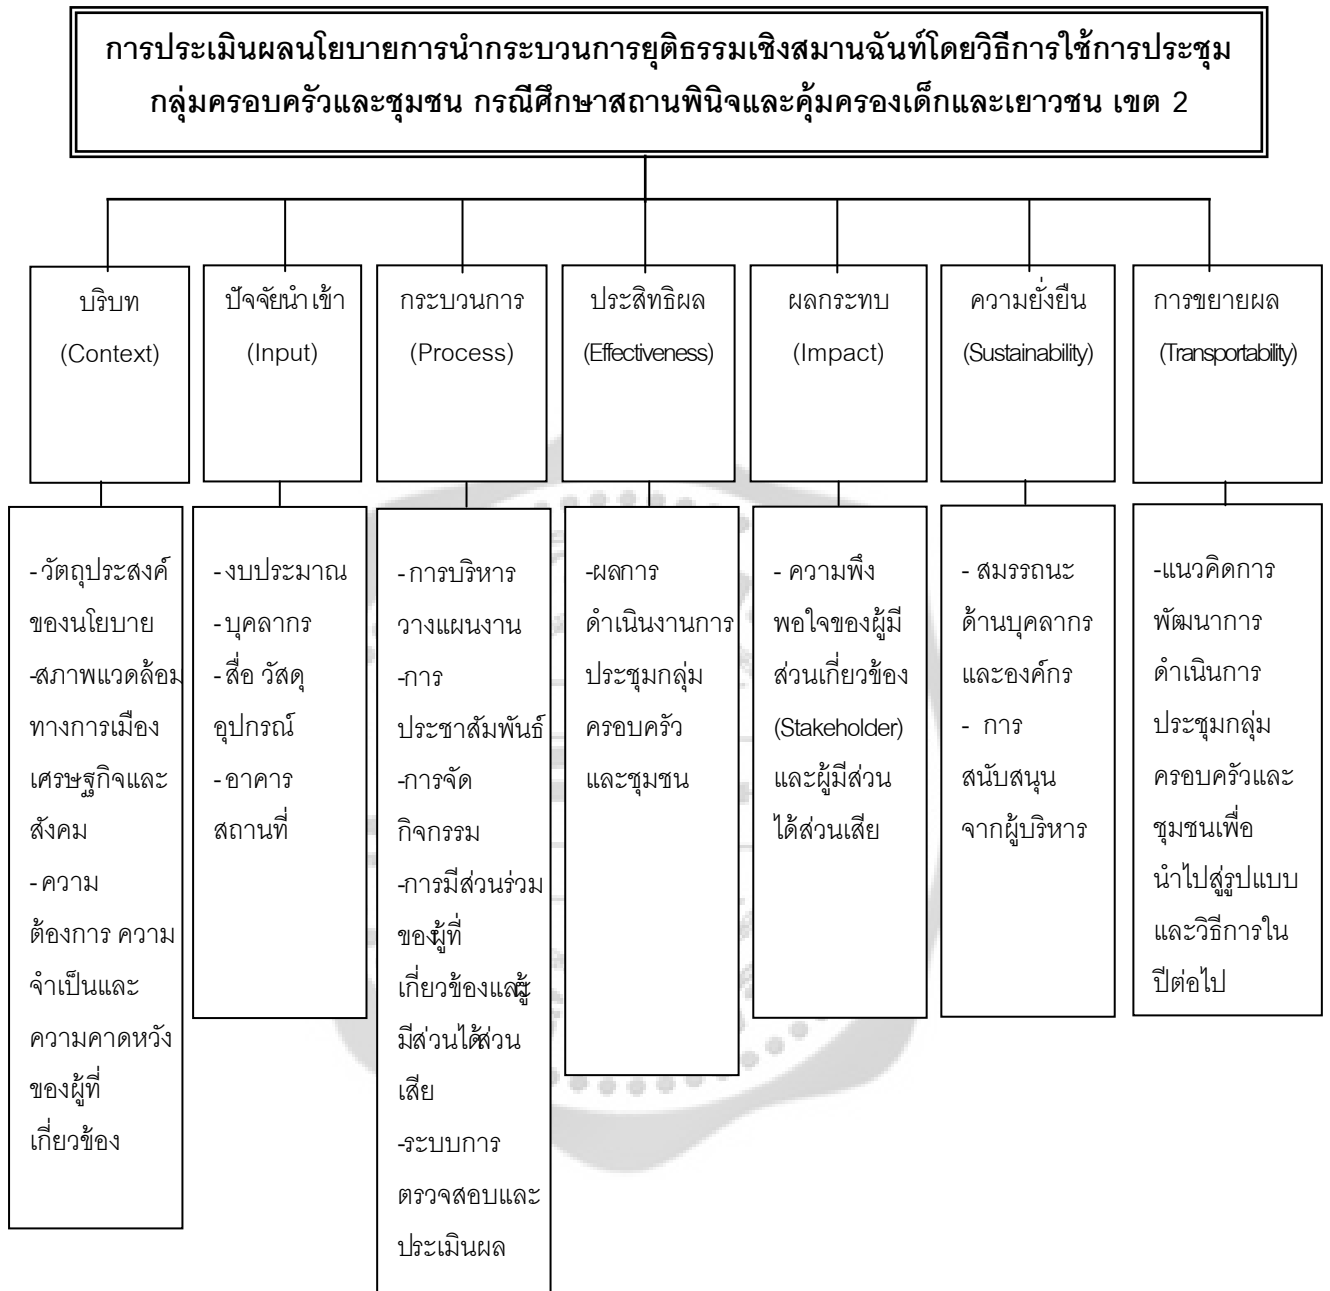 การประเมินผลนโยบายการนำกระบวนการยุติธรรมเชิงสมานฉันท์โดยวิธีการใช้การประชุม
กลุ่มครอบครัวและชุมชน กรณีศึกษาสถานพินิจและคุ้มครองเด็กและเยาวชน เขต 2
บริบท
(Context)
ปัจจัยนำเข้า
(Input)
กระบวนการ
(Process)
ประสิทธิผล
(Effectiveness)
ผลกระทบ
(Impact)
ความยั่งยืน
(Sustainability)
การขยายผล
(Transportability)
-วัตถุประสงค์
ของนโยบาย
-สภาพแวดล้อม
ทางการเมือง
เศรษฐกิจและ
สังคม
-ความ
ต้องการ ความ
จำเป็นและ
ความคาดหวัง
ของผู้ที่
เกี่ยวข้อง
-งบประมาณ
-บุคลากร
-สื่อ วัสดุ
อุปกรณ์
-อาคาร
สถานที่
-การบริหาร
วางแผนงาน
-การ
ประชาสัมพันธ์
-การจัด
กิจกรรม
-การมีส่วนร่วม
ของผู้ที่
เกี่ยวข้องและผู้
มีส่วนได้ส่วน
เสีย
-ระบบการ
ตรวจสอบและ
ประเมินผล
-ผลการ
ดำเนินงานการ
ประชุมกลุ่ม
ครอบครัว
และชุมชน
- ความพึง
พอใจของผู้มี
ส่วนเกี่ยวข้อง
(Stakeholder)
และผู้มีส่วน
ได้ส่วนเสีย
- สมรรถนะ
ด้านบุคลากร
และองค์กร
- การ
สนับสนุน
จากผู้บริหาร
-แนวคิดการ
พัฒนาการ
ดำเนินการ
ประชุมกลุ่ม
ครอบครัวและ
ชุมชนเพื่อ
นำไปสู่รูปแบบ
และวิธีการใน
ปีต่อไป